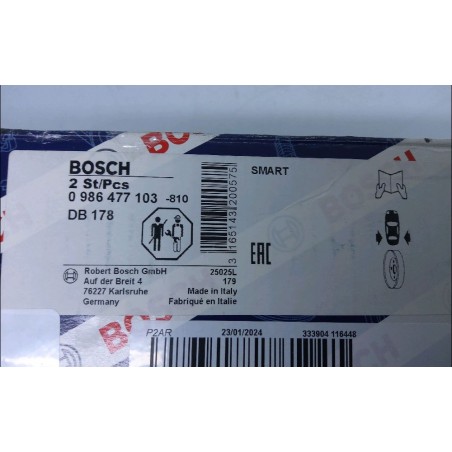 BOSCH
2 St/Pcs
0 986 477 103 -810
DB 178
SMART
3 165143 200575
EAC
Robert Bosch GmbH
Auf der Breit 4
76227 Karlsruhe
Germany
25025L
179
Made in Italy
Fabriqué en Italie
P2AR
23/01/2024
333904 116448
BOSCH